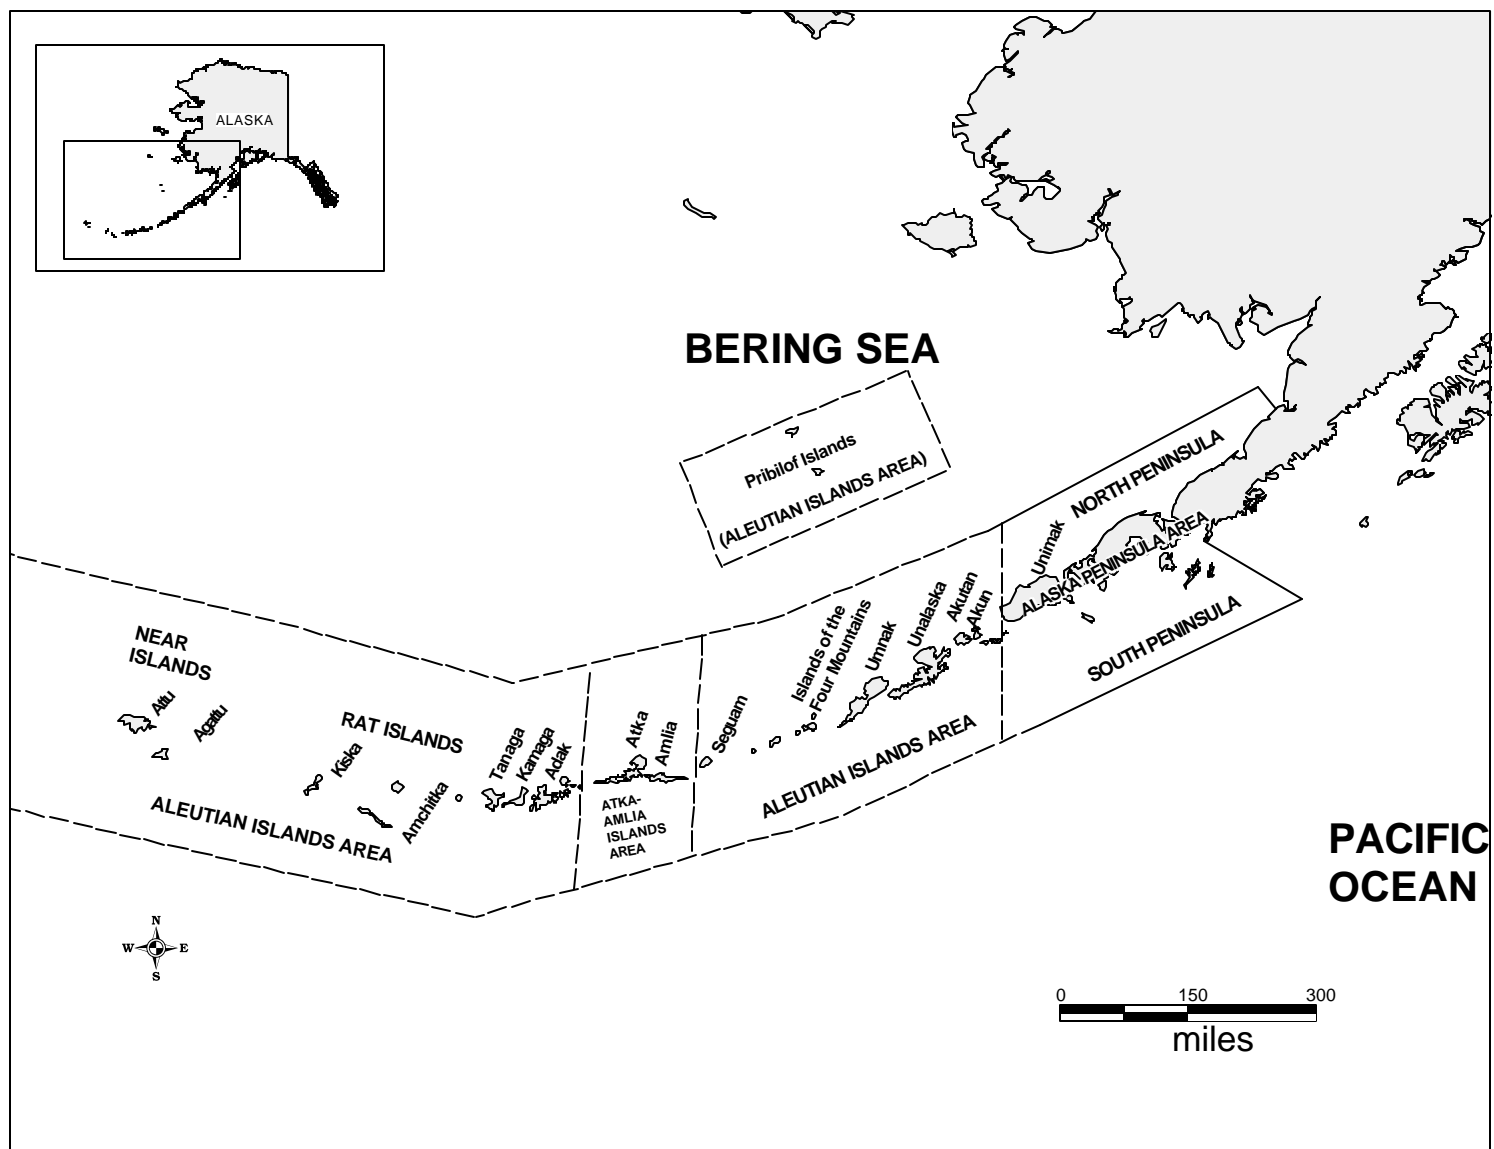 ALASKA
BERING SEA
Pribilof Islands
(ALEUTIAN ISLANDS AREA)
NORTH PENINSULA
Unimak
ALASKA PENINSULA AREA
SOUTH PENINSULA
Akun
Akutan
Unalaska
Umnak
Islands of the
Four Mountains
Seguam
ALEUTIAN ISLANDS AREA
NEAR
ISLANDS
Attu
Agattu
RAT ISLANDS
Kiska
Amchitka
Tanaga
Kamaga
Adak
Atka
Amlia
ATKA-
AMLIA
ISLANDS
AREA
ALEUTIAN ISLANDS AREA
PACIFIC
OCEAN
N
W E
S
0 150 300
miles